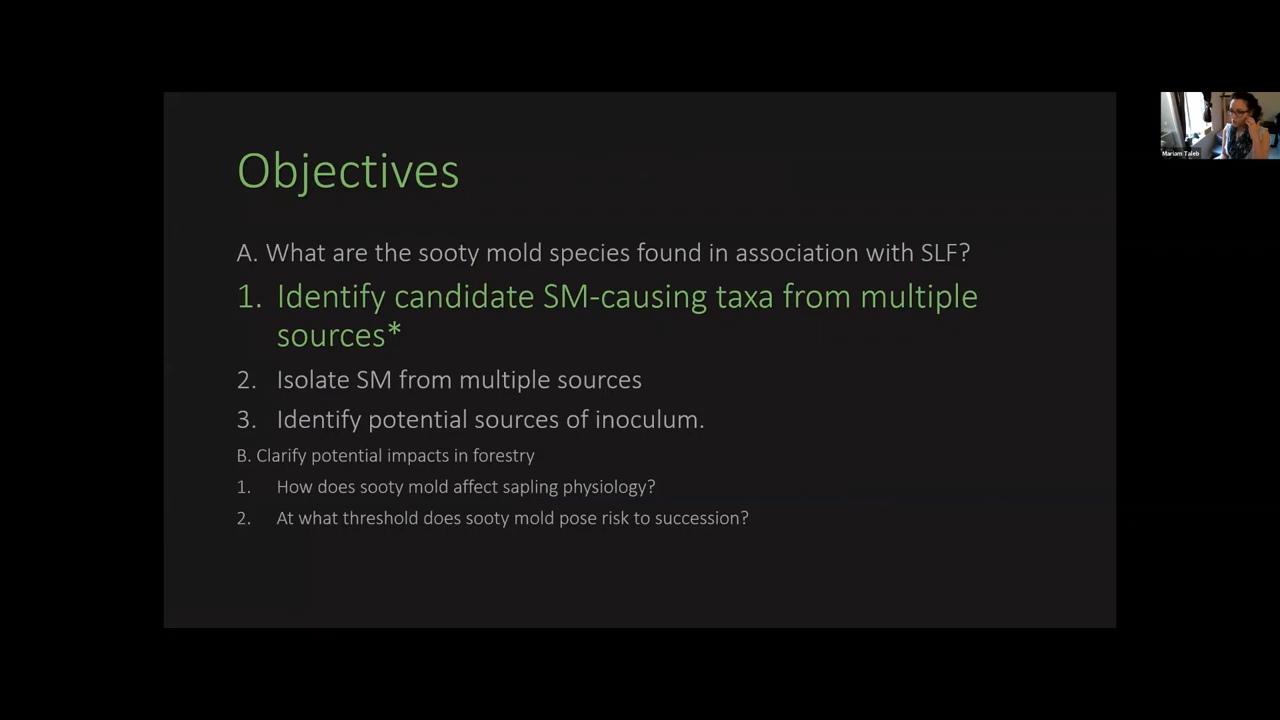 Objectives
A. What are the sooty mold species found in association with SLF?
1. Identify candidate SM-causing taxa from multiple
sources*
2. Isolate SM from multiple sources
3. Identify potential sources of inoculum.
B. Clarify potential impacts in forestry
1. How does sooty mold affect sapling physiology?
2. At what threshold does sooty mold pose risk to succession?
Mariam Taleb